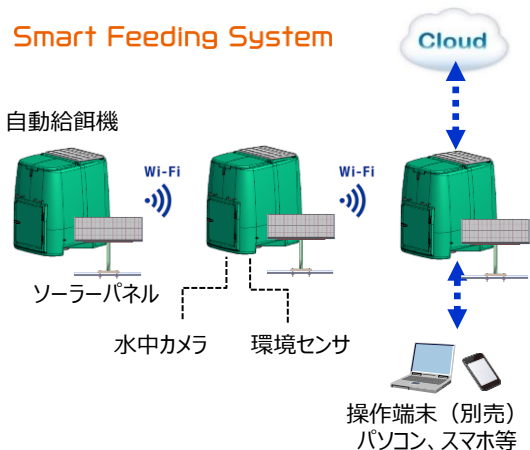 Smart Feeding System
Cloud
自動給餌機
Wi-Fi
Wi-Fi
ソーラーパネル
水中カメラ
環境センサ
操作端末（別売）
パソコン、スマホ等